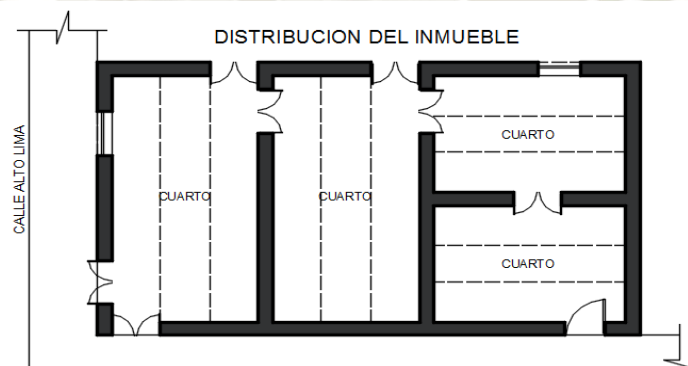 DISTRIBUCION DEL INMUEBLE
CALLE ALTO LIMA
CUARTO
CUARTO
CUARTO
CUARTO